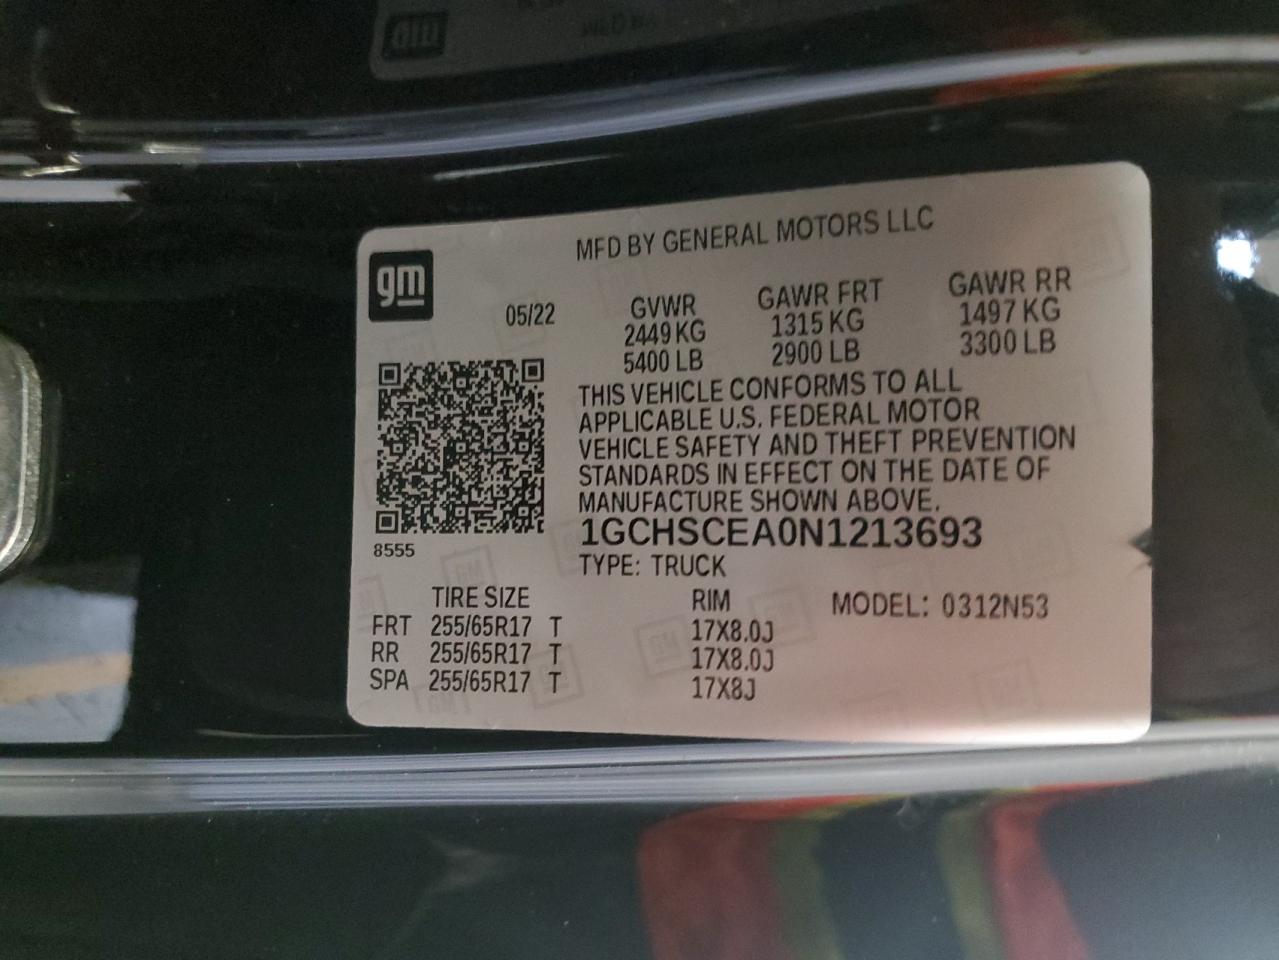 MFD BY GENERAL MOTORS LLC
gm
05/22 GVWR GAWR FRT GAWR RR
2449 KG 1315 KG 1497 KG
5400 LB 2900 LB 3300 LB
THIS VEHICLE CONFORMS TO ALL
APPLICABLE U.S. FEDERAL MOTOR
VEHICLE SAFETY AND THEFT PREVENTION
STANDARDS IN EFFECT ON THE DATE OF
MANUFACTURE SHOWN ABOVE.
1GCHSCEA0N1213693
8555
TYPE: TRUCK
TIRE SIZE RIM MODEL: 0312N53
FRT 255/65R17 T 17X8.0J
RR 255/65R17 T 17X8.0J
SPA 255/65R17 T 17X8J